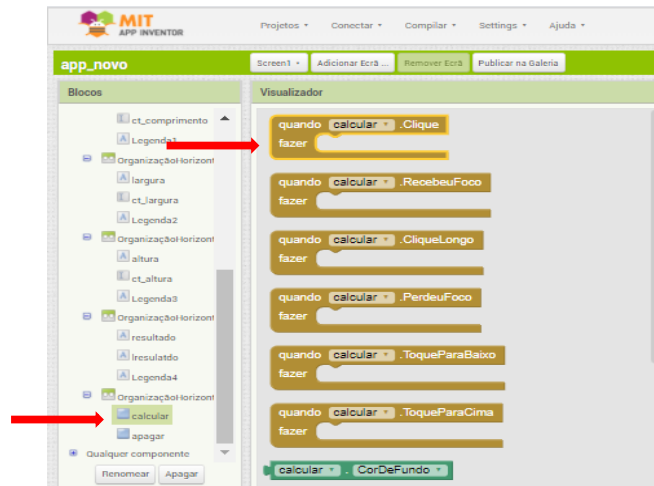 MIT
APP INVENTOR
Projetos Conectar Compilar Settings Ajuda
app_novo
Screen1 Adicionar Ecrã ... Remover Ecrã Publicar na Galeria
Blocos
Visualizador
ct_comprimento
Legenda1
OrganizaçãoHorizont
largura
ct_largura
Legenda2
OrganizaçãoHorizont
altura
ct_altura
Legenda3
OrganizaçãoHorizont
resultado
lresulatdo
Legenda4
OrganizaçãoHorizont
calcular
apagar
Qualquer componente
Renomear Apagar
quando calcular .Clique
fazer
quando calcular .RecebeuFoco
fazer
quando calcular .CliqueLongo
fazer
quando calcular .PerdeuFoco
fazer
quando calcular .ToqueParaBaixo
fazer
quando calcular .ToqueParaCima
fazer
calcular . CorDeFundo